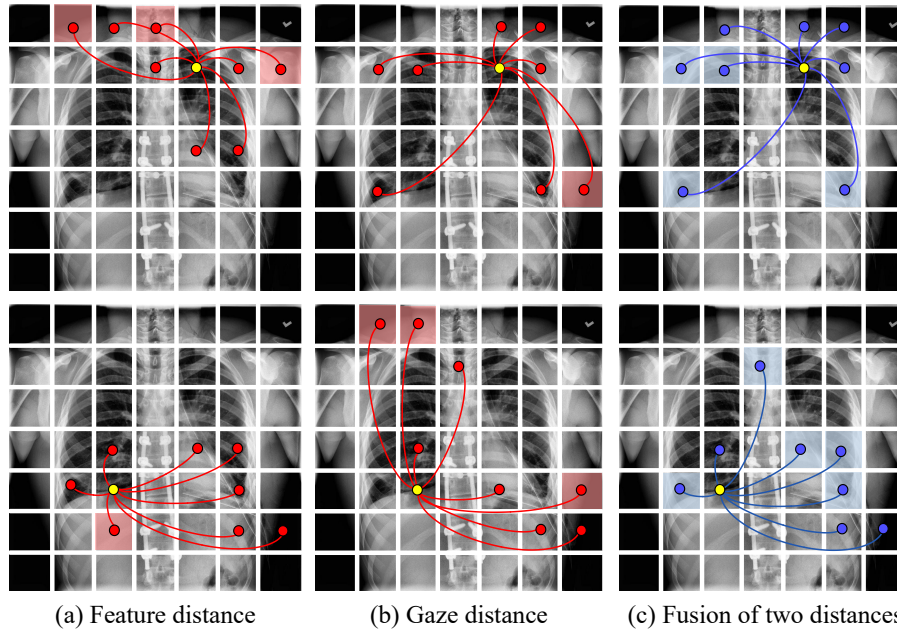 (a) Feature distance
(b) Gaze distance
(c) Fusion of two distances